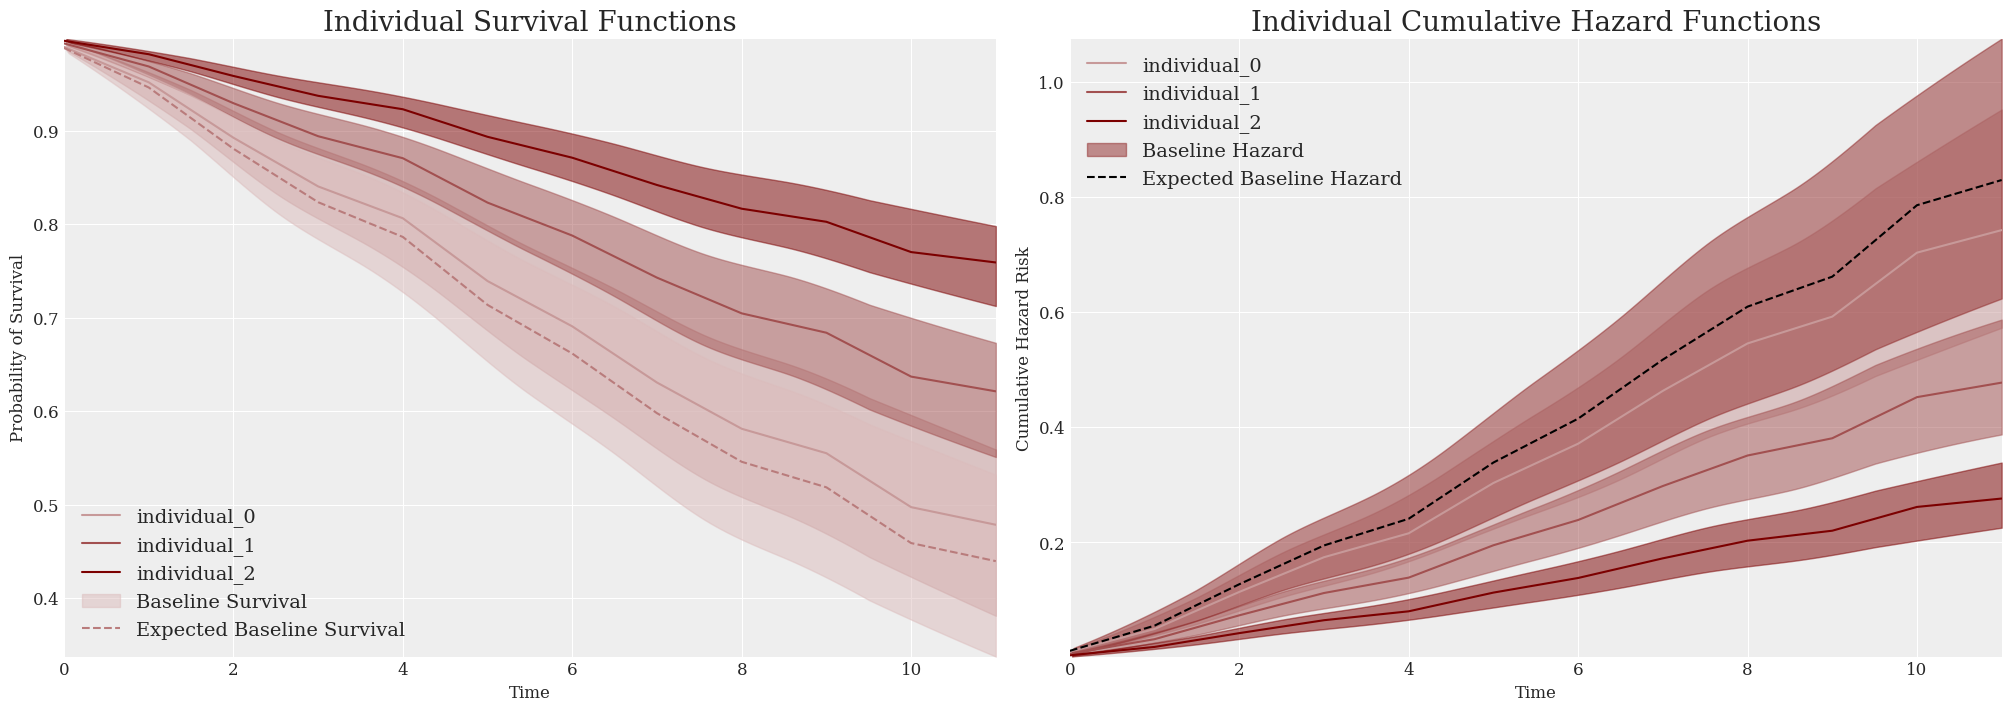 Individual Survival Functions
Probability of Survival
0.9
0.8
0.7
0.6
0.5
0.4
individual_0
individual_1
individual_2
Baseline Survival
Expected Baseline Survival
0 2 4 6 8 10
Time
Individual Cumulative Hazard Functions
Cumulative Hazard Risk
1.0
0.8
0.6
0.4
0.2
individual_0
individual_1
individual_2
Baseline Hazard
Expected Baseline Hazard
0 2 4 6 8 10
Time